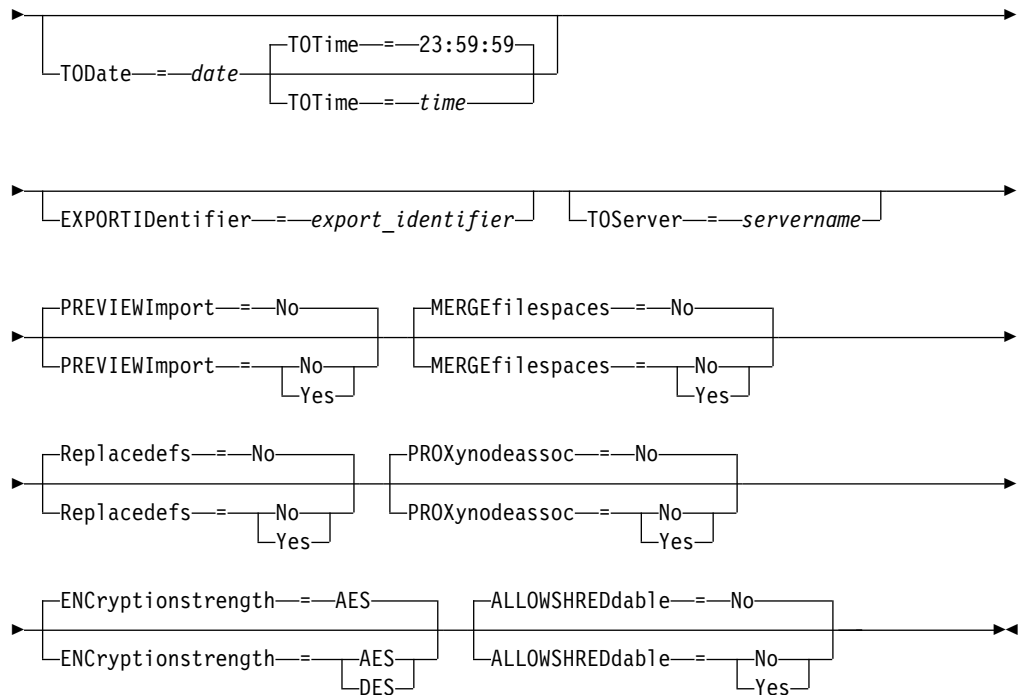 TOTime = 23:59:59
TODate = date
TOTime = time
EXPORTIDentifier = export_identifier TOServer = servername
PREVIEWImport = No MERGEfilespaces = No
PREVIEWImport = No MERGEfilespaces = No
Yes Yes
Replacedefs = No PROXynodeassoc = No
Replacedefs = No PROXynodeassoc = No
Yes Yes
ENCryptionstrength = AES ALLOWSHREDdable = No
ENCryptionstrength = AES ALLOWSHREDdable = No
DES Yes